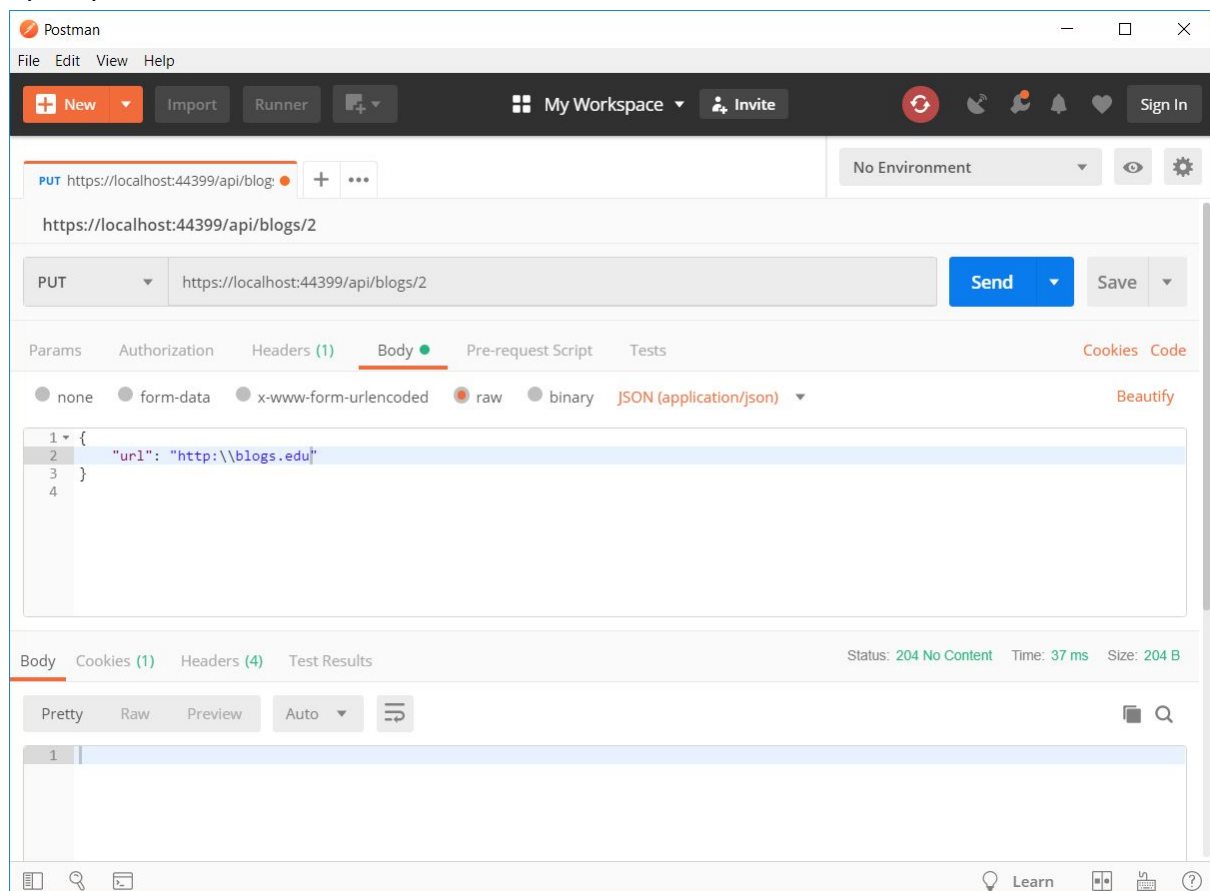 Postman
File Edit View Help
New Import Runner My Workspace Invite Sign In
PUT https://localhost:44399/api/blog: No Environment
https://localhost:44399/api/blogs/2
PUT https://localhost:44399/api/blogs/2 Send Save
Params Authorization Headers (1) Body Pre-request Script Tests Cookies Code
none form-data x-www-form-urlencoded raw binary JSON (application/json) Beautify
1 {
2 "url": "http:\\blogs.edu"
3 }
4
Body Cookies (1) Headers (4) Test Results Status: 204 No Content Time: 37 ms Size: 204 B
Pretty Raw Preview Auto
1
Learn